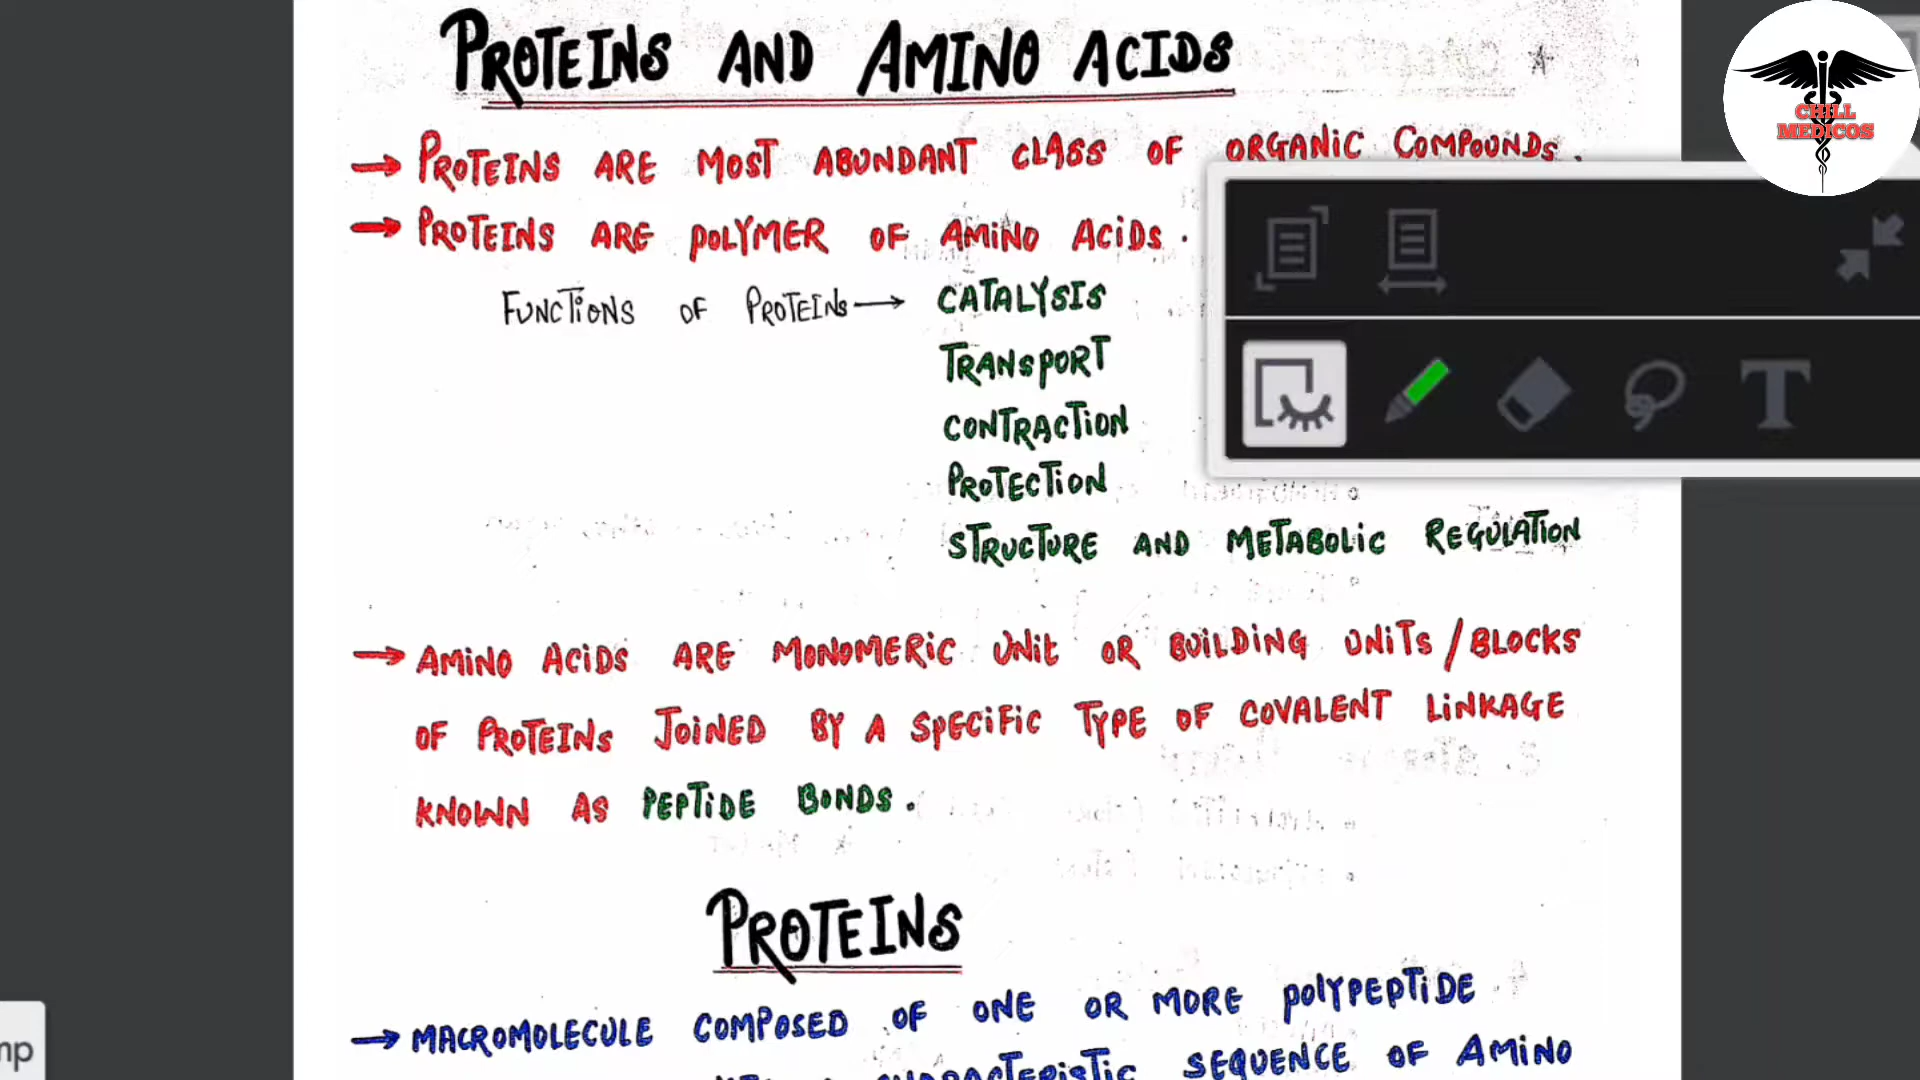 PROTEINS AND AMINO ACIDS
→ PROTEINS ARE MOST ABUNDANT CLASS OF ORGANIC COMPOUNDS.
→ PROTEINS ARE POLYMER OF AMINO ACIDS.
FUNCTIONS OF PROTEINS → CATALYSIS
TRANSPORT
CONTRACTION
PROTECTION
STRUCTURE AND METABOLIC REGULATION
→ AMINO ACIDS ARE MONOMERIC UNIT OR BUILDING UNITS/BLOCKS
OF PROTEINS JOINED BY A SPECIFIC TYPE OF COVALENT LINKAGE
KNOWN AS PEPTIDE BONDS.
PROTEINS
→ MACROMOLECULE COMPOSED OF ONE OR MORE POLYPEPTIDE
CHARACTERISTIC SEQUENCE OF AMINO
CHILL
MEDICOS
T
mp